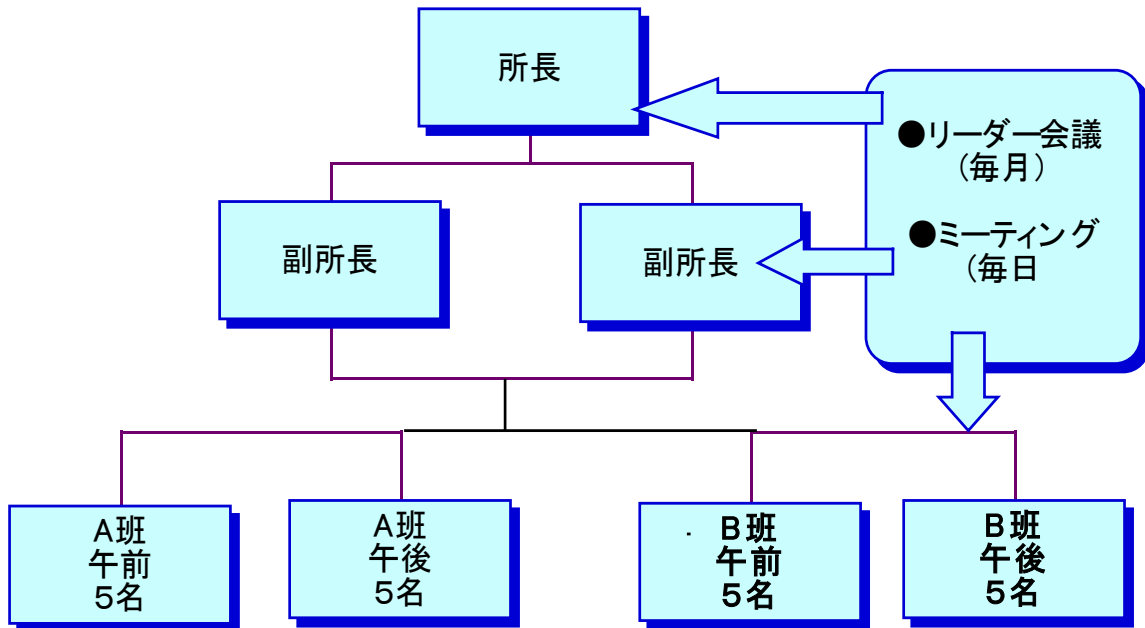 所長
●リーダー会議
（毎月）
副所長
副所長
●ミーティング
（毎日
A班
午前
5名
A班
午後
5名
B班
午前
5名
B班
午後
5名